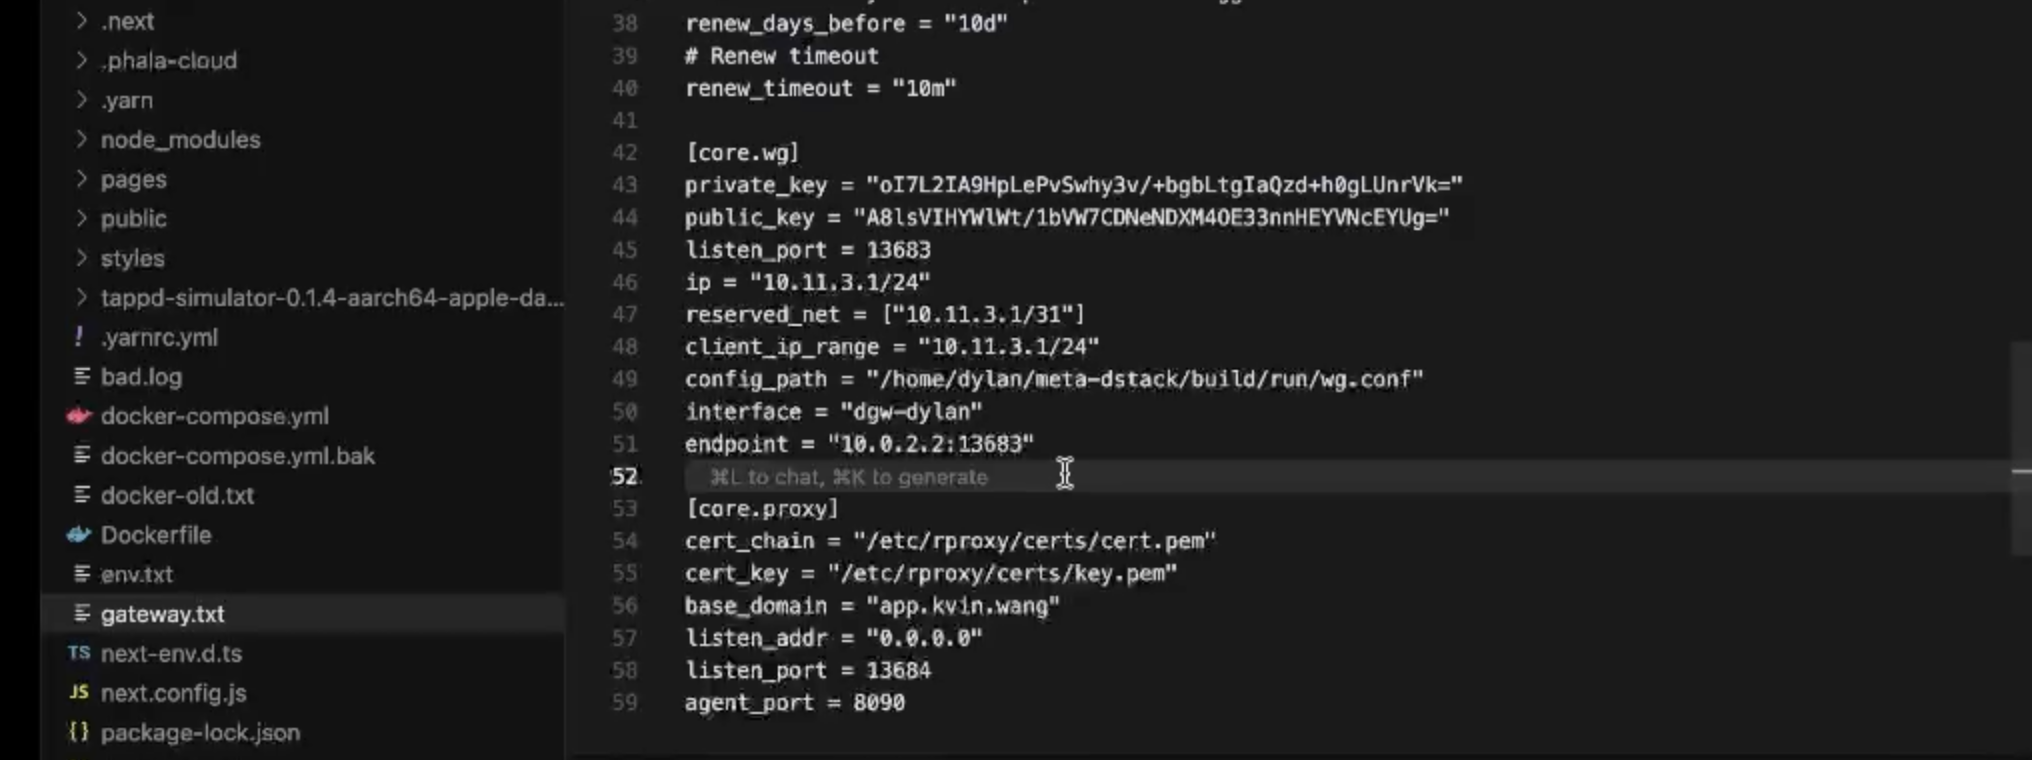 .next
.phala-cloud
.yarn
node_modules
pages
public
styles
tappd-simulator-0.1.4-aarch64-apple-da...
! .yarnrc.yml
bad.log
docker-compose.yml
docker-compose.yml.bak
docker-old.txt
Dockerfile
env.txt
gateway.txt
TS next-env.d.ts
JS next.config.js
{} package-lock.json
38 renew_days_before = "10d"
39 # Renew timeout
40 renew_timeout = "10m"
41
42 [core.wg]
43 private_key = "oI7L2IA9HpLePvSwhy3v/+bgbLtgIaQzd+h0gLUnrVk="
44 public_key = "A8lsVIHYWlWt/1bVW7CDNeNDXM4OE33nnHEYVNcEYUg="
45 listen_port = 13683
46 ip = "10.11.3.1/24"
47 reserved_net = ["10.11.3.1/31"]
48 client_ip_range = "10.11.3.1/24"
49 config_path = "/home/dylan/meta-dstack/build/run/wg.conf"
50 interface = "dgw-dylan"
51 endpoint = "10.0.2.2:13683"
52 ⌘L to chat, ⌘K to generate
53 [core.proxy]
54 cert_chain = "/etc/rproxy/certs/cert.pem"
55 cert_key = "/etc/rproxy/certs/key.pem"
56 base_domain = "app.kvin.wang"
57 listen_addr = "0.0.0.0"
58 listen_port = 13684
59 agent_port = 8090